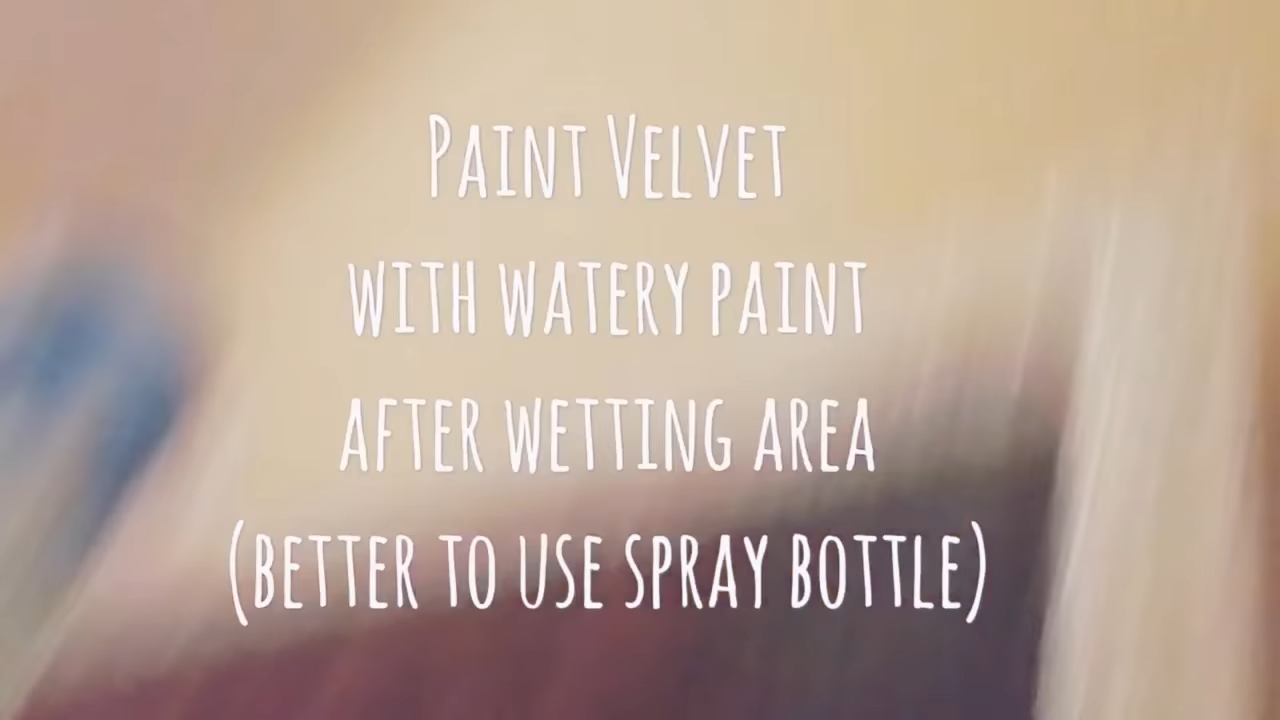 Paint Velvet
with watery paint
after wetting area
(better to use spray bottle)